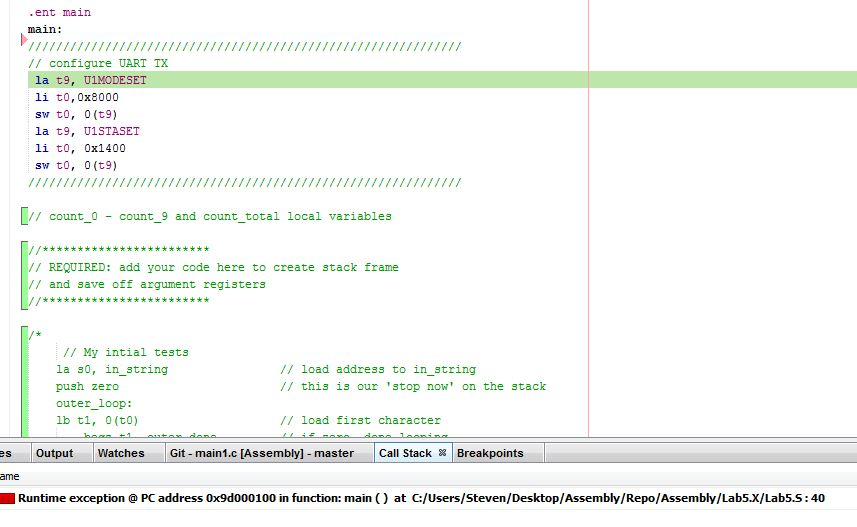 .ent main
main:
//////////////////////////////////////////////////////////////
// configure UART TX
la t9, U1MODESET
li t0,0x8000
sw t0, 0(t9)
la t9, U1STASET
li t0, 0x1400
sw t0, 0(t9)
//////////////////////////////////////////////////////////////
// count_0 - count_9 and count_total local variables
//************************
// REQUIRED: add your code here to create stack frame
// and save off argument registers
//************************
/*
// My intial tests
la s0, in_string // load address to in_string
push zero // this is our 'stop now' on the stack
outer_loop:
lb t1, 0(t0) // load first character
beqz t1, outer_done // if zero, done looping
es Output Watches Git - main1.c [Assembly] - master Call Stack Breakpoints
ame
Runtime exception @ PC address 0x9d000100 in function: main ( ) at C:/Users/Steven/Desktop/Assembly/Repo/Assembly/Lab5.X/Lab5.S : 40